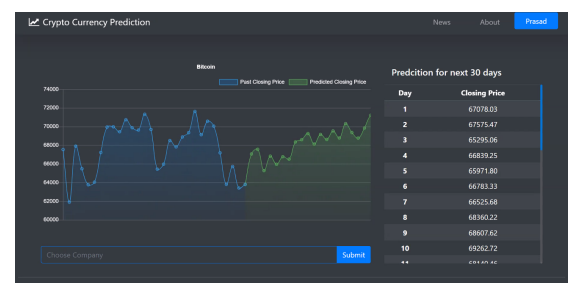 Crypto Currency Prediction
News
About
Prasad
Bitcoin
Past Closing Price
Predicted Closing Price
74000
72000
70000
68000
66000
64000
62000
60000
Choose Company
Submit
Predcition for next 30 days
Day Closing Price
1 67078.03
2 67575.47
3 65295.06
4 66839.25
5 65971.80
6 66783.33
7 66525.68
8 68360.22
9 68607.62
10 69262.72
11 68140.46